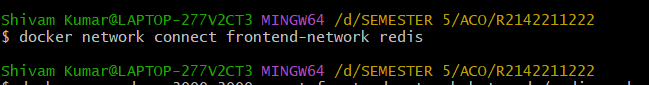 Shivam Kumar@LAPTOP-277V2CT3 MINGW64 /d/SEMESTER 5/ACO/R2142211222
$ docker network connect frontend-network redis
Shivam Kumar@LAPTOP-277V2CT3 MINGW64 /d/SEMESTER 5/ACO/R2142211222